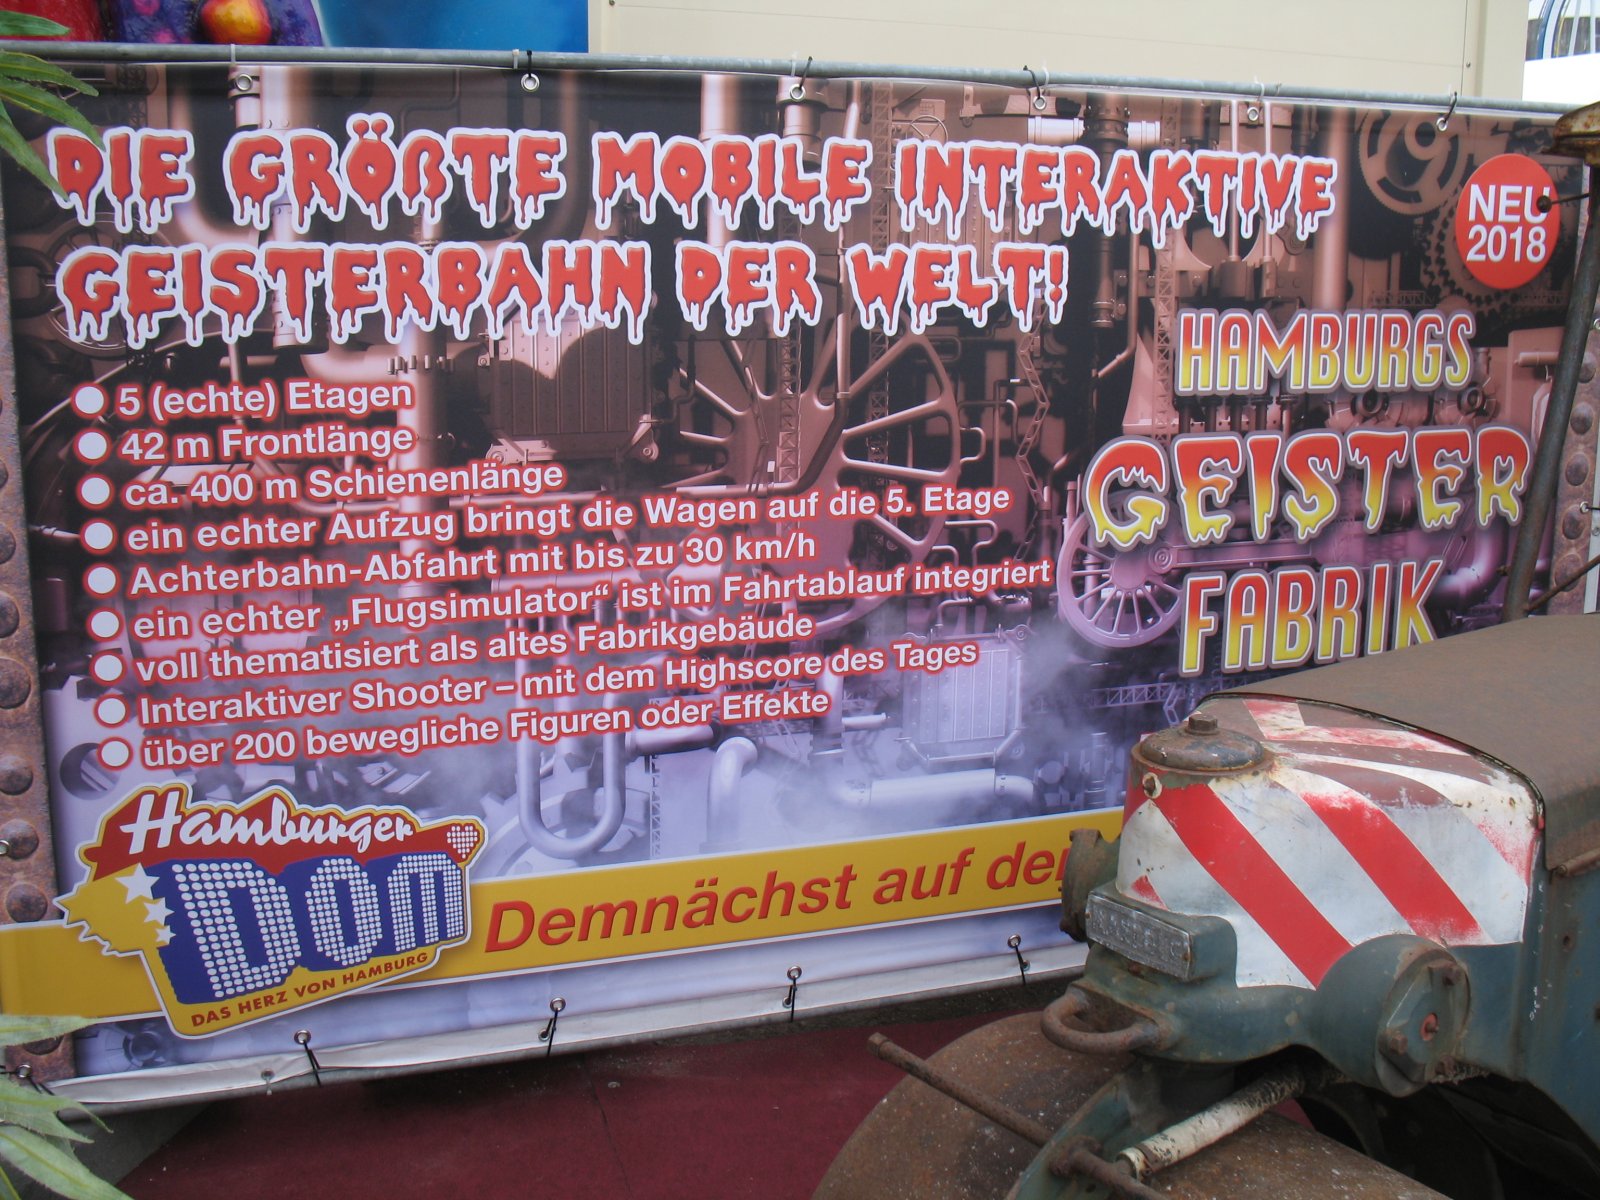 DIE GRÖßTE MOBILE INTERAKTIVE
GEISTERBAHN DER WELT!
NEU
2018
HAMBURGS
GEISTER
FABRIK
5 (echte) Etagen
42 m Frontlänge
ca. 400 m Schienenlänge
ein echter Aufzug bringt die Wagen auf die 5. Etage
Achterbahn-Abfahrt mit bis zu 30 km/h
ein echter „Flugsimulator“ ist im Fahrtablauf integriert
voll thematisiert als altes Fabrikgebäude
Interaktiver Shooter – mit dem Highscore des Tages
über 200 bewegliche Figuren oder Effekte
Hamburger
DOM
DAS HERZ VON HAMBURG
Demnächst auf